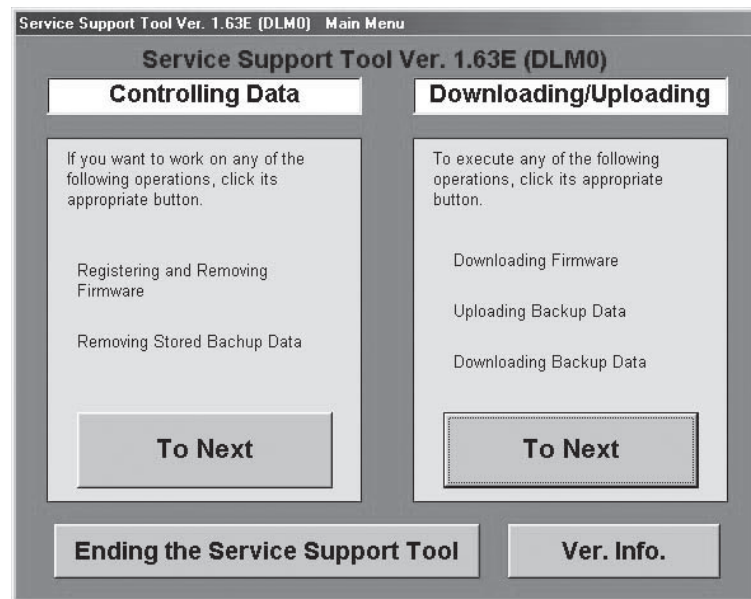 Service Support Tool Ver. 1.63E (DLM0) Main Menu
Service Support Tool Ver. 1.63E (DLM0)
Controlling Data
If you want to work on any of the
following operations, click its
appropriate button.
Registering and Removing
Firmware
Removing Stored Bachup Data
To Next
Downloading/Uploading
To execute any of the following
operations, click its appropriate
button.
Downloading Firmware
Uploading Backup Data
Downloading Backup Data
To Next
Ending the Service Support Tool
Ver. Info.